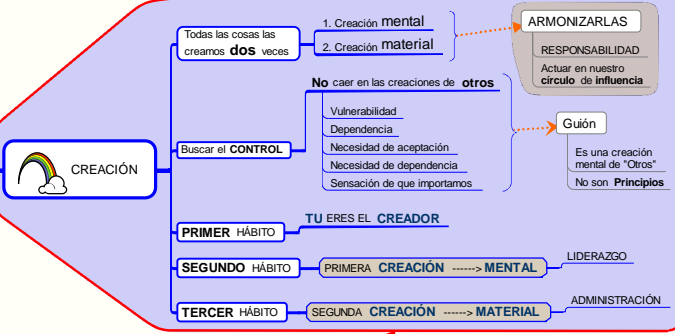 CREACIÓN
Todas las cosas las
creamos dos veces
1. Creación mental
2. Creación material
ARMONIZARLAS
RESPONSABILIDAD
Actuar en nuestro
círculo de influencia
Buscar el CONTROL
No caer en las creaciones de otros
Vulnerabilidad
Dependencia
Necesidad de aceptación
Necesidad de dependencia
Sensación de que importamos
Guión
Es una creación
mental de "Otros"
No son Principios
PRIMER HÁBITO
TU ERES EL CREADOR
SEGUNDO HÁBITO
PRIMERA CREACIÓN ------> MENTAL
LIDERAZGO
TERCER HÁBITO
SEGUNDA CREACIÓN ------> MATERIAL
ADMINISTRACIÓN